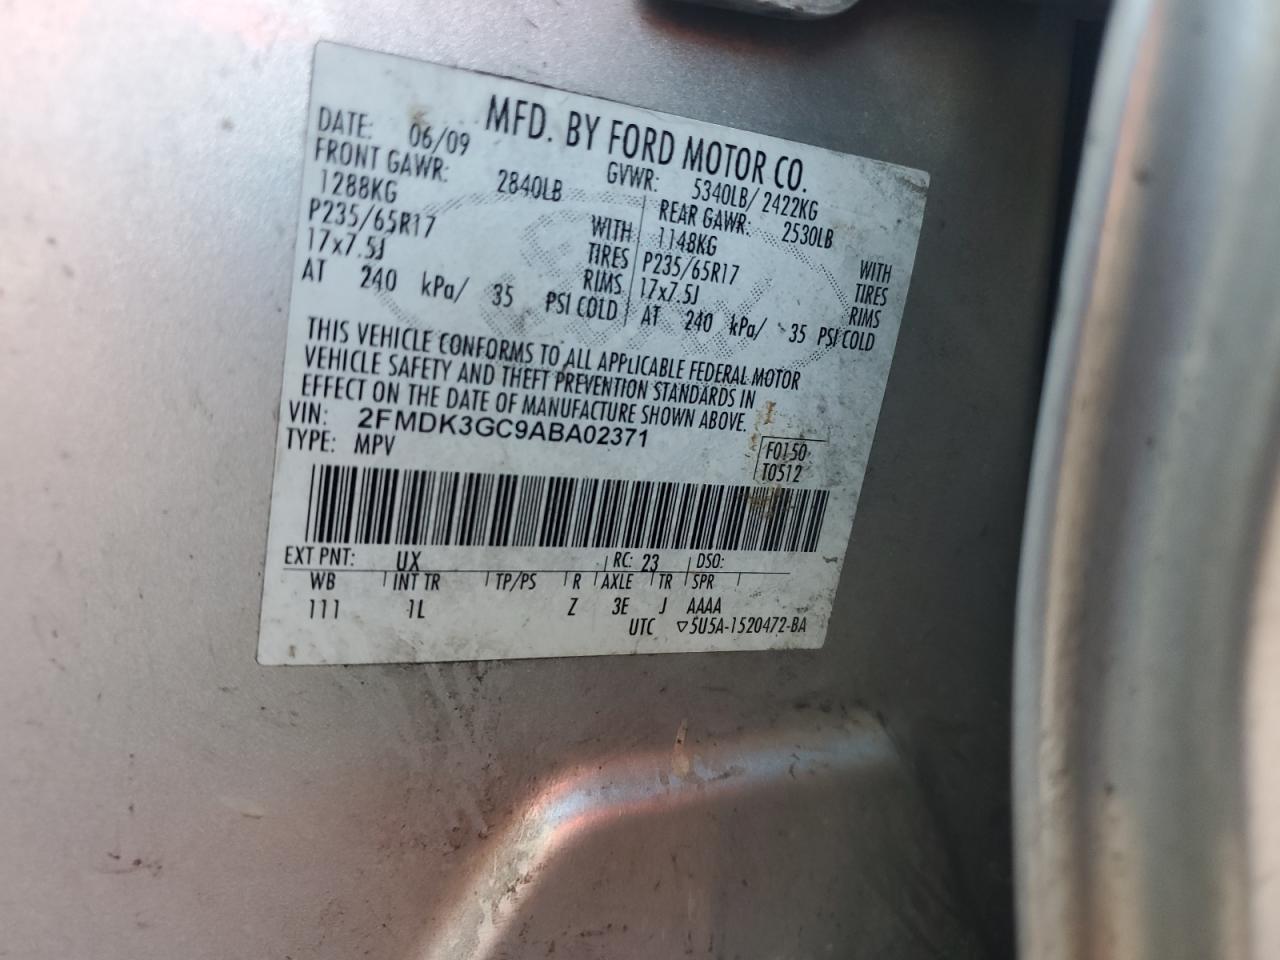 MFD. BY FORD MOTOR CO.
DATE: 06/09 GVWR: 5340LB/ 2422KG
FRONT GAWR: 2840LB REAR GAWR: 2530LB
1288KG WITH 1148KG WITH
P235/65R17 TIRES P235/65R17 TIRES
17x7.5J RIMS 17x7.5J RIMS
AT 240 kPa/ 35 PSI COLD AT 240 kPa/ 35 PSI COLD
THIS VEHICLE CONFORMS TO ALL APPLICABLE FEDERAL MOTOR
VEHICLE SAFETY AND THEFT PREVENTION STANDARDS IN
EFFECT ON THE DATE OF MANUFACTURE SHOWN ABOVE.
VIN: 2FMDK3GC9ABA02371
TYPE: MPV
F0150
T0512
EXT PNT: UX RC: 23 DSO:
WB INT TR TP/PS R AXLE TR SPR
111 1L Z 3E J AAAA
UTC ▽5U5A-1520472-BA